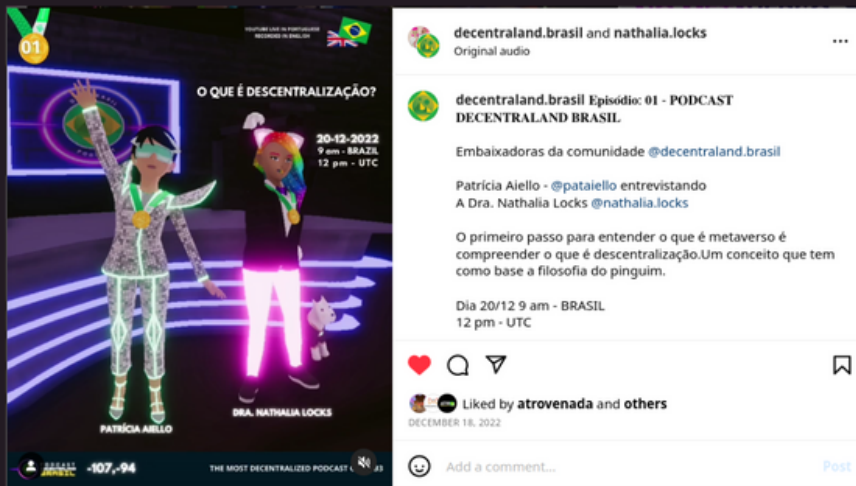 01
YOUTUBE LIVE IN PORTUGUESE
RECORDED IN ENGLISH
O QUE É DESCENTRALIZAÇÃO?
20-12-2022
9 am - BRAZIL
12 pm - UTC
BRASIL
PATRÍCIA AIELLO
DRA. NATHALIA LOCKS
PODCAST
BRASIL
-107,-94
THE MOST DECENTRALIZED PODCAST
decentraland.brasil and nathalia.locks
Original audio
decentraland.brasil Episódio: 01 - PODCAST
DECENTRALAND BRASIL
Embaixadoras da comunidade @decentraland.brasil
Patrícia Aiello - @pataiello entrevistando
A Dra. Nathalia Locks @nathalia.locks
O primeiro passo para entender o que é metaverso é
compreender o que é descentralização.Um conceito que tem
como base a filosofia do pinguim.
Dia 20/12 9 am - BRASIL
12 pm - UTC
Liked by atrovenada and others
DECEMBER 18, 2022
Add a comment...
Post